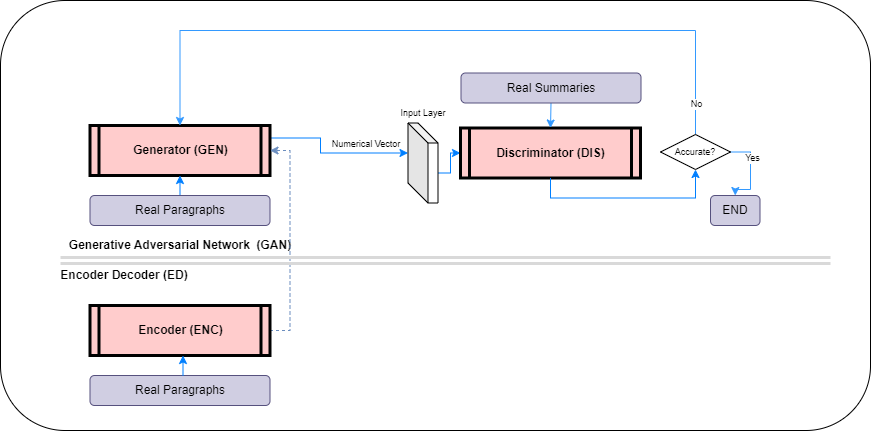 Real Summaries
No
Input Layer
Generator (GEN)
Numerical Vector
Discriminator (DIS)
Accurate?
Yes
Real Paragraphs
END
Generative Adversarial Network  (GAN)
Encoder Decoder (ED)
Encoder (ENC)
Real Paragraphs